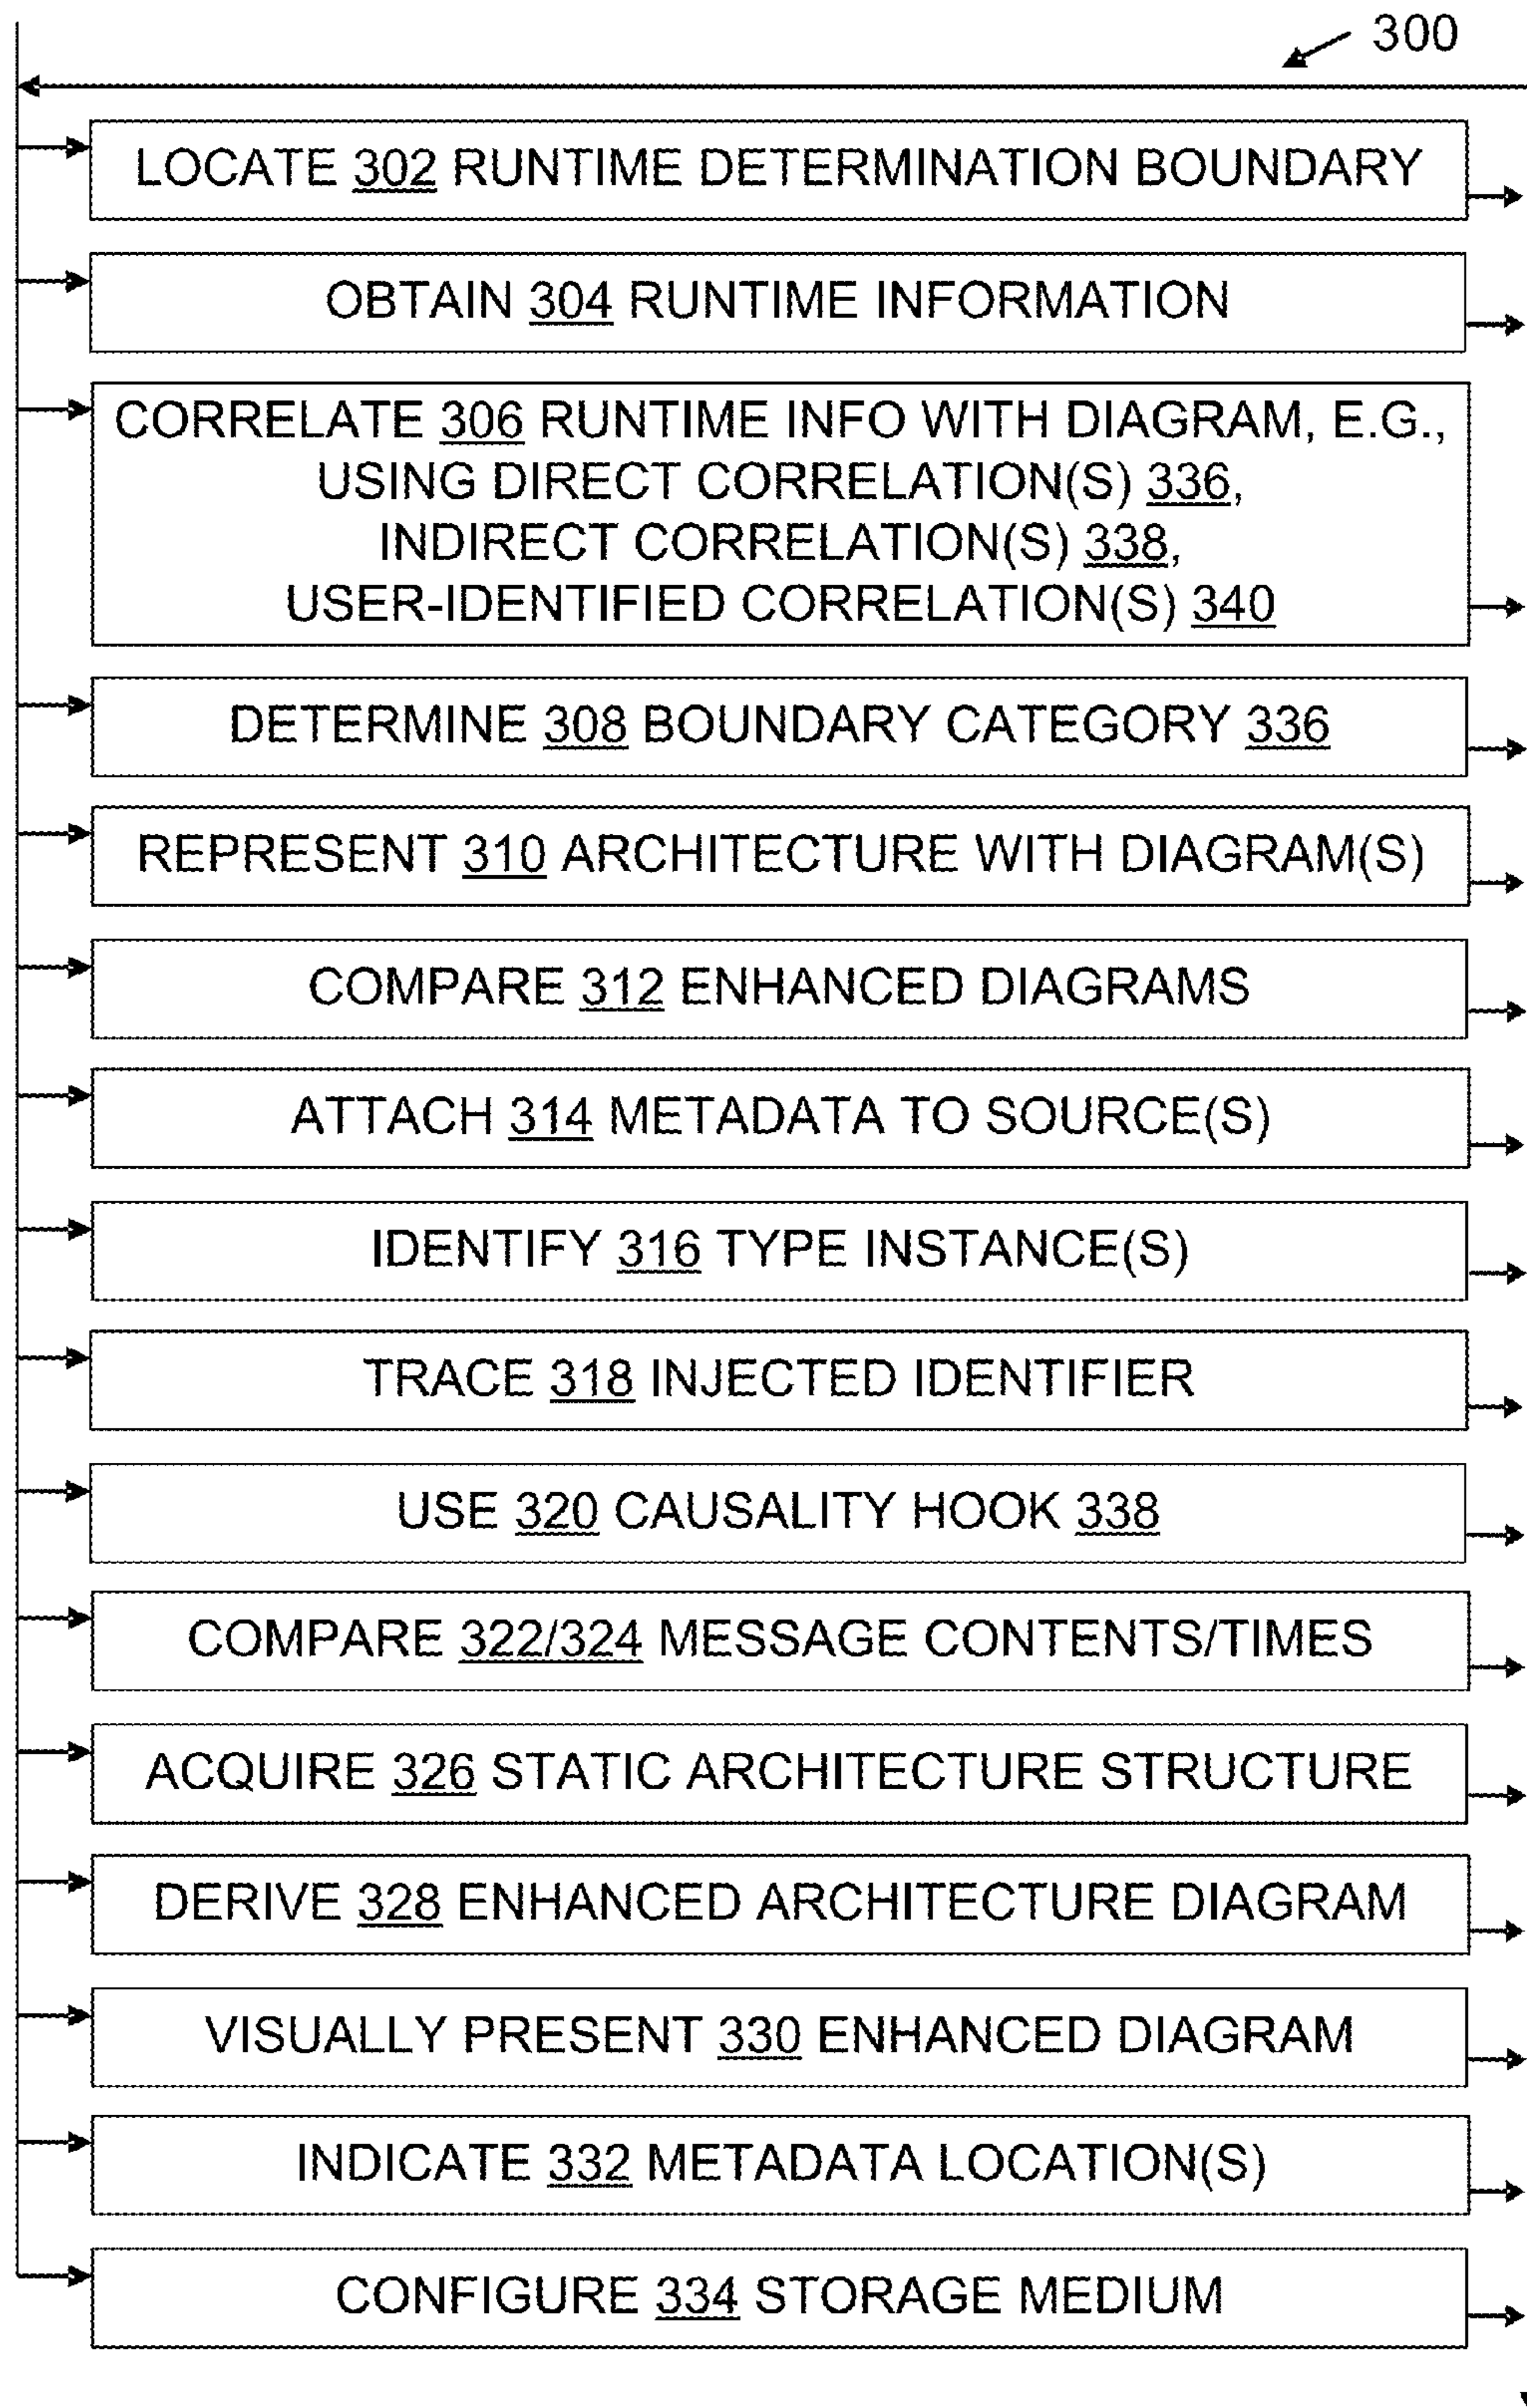 300
LOCATE 302 RUNTIME DETERMINATION BOUNDARY
OBTAIN 304 RUNTIME INFORMATION
CORRELATE 306 RUNTIME INFO WITH DIAGRAM, E.G.,
USING DIRECT CORRELATION(S) 336,
INDIRECT CORRELATION(S) 338,
USER-IDENTIFIED CORRELATION(S) 340
DETERMINE 308 BOUNDARY CATEGORY 336
REPRESENT 310 ARCHITECTURE WITH DIAGRAM(S)
COMPARE 312 ENHANCED DIAGRAMS
ATTACH 314 METADATA TO SOURCE(S)
IDENTIFY 316 TYPE INSTANCE(S)
TRACE 318 INJECTED IDENTIFIER
USE 320 CAUSALITY HOOK 338
COMPARE 322/324 MESSAGE CONTENTS/TIMES
ACQUIRE 326 STATIC ARCHITECTURE STRUCTURE
DERIVE 328 ENHANCED ARCHITECTURE DIAGRAM
VISUALLY PRESENT 330 ENHANCED DIAGRAM
INDICATE 332 METADATA LOCATION(S)
CONFIGURE 334 STORAGE MEDIUM